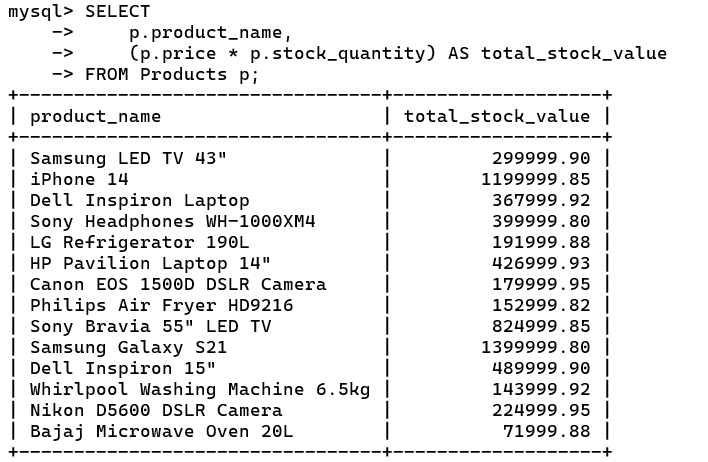 mysql> SELECT
    ->     p.product_name,
    ->     (p.price * p.stock_quantity) AS total_stock_value
    -> FROM Products p;
+---------------------------------+-------------------+
| product_name                    | total_stock_value |
+---------------------------------+-------------------+
| Samsung LED TV 43"              |         299999.90 |
| iPhone 14                       |        1199999.85 |
| Dell Inspiron Laptop            |         367999.92 |
| Sony Headphones WH-1000XM4      |         399999.80 |
| LG Refrigerator 190L            |         191999.88 |
| HP Pavilion Laptop 14"          |         426999.93 |
| Canon EOS 1500D DSLR Camera     |         179999.95 |
| Philips Air Fryer HD9216        |         152999.82 |
| Sony Bravia 55" LED TV          |         824999.85 |
| Samsung Galaxy S21              |        1399999.80 |
| Dell Inspiron 15"               |         489999.90 |
| Whirlpool Washing Machine 6.5kg |         143999.92 |
| Nikon D5600 DSLR Camera         |         224999.95 |
| Bajaj Microwave Oven 20L        |          71999.88 |
+---------------------------------+-------------------+